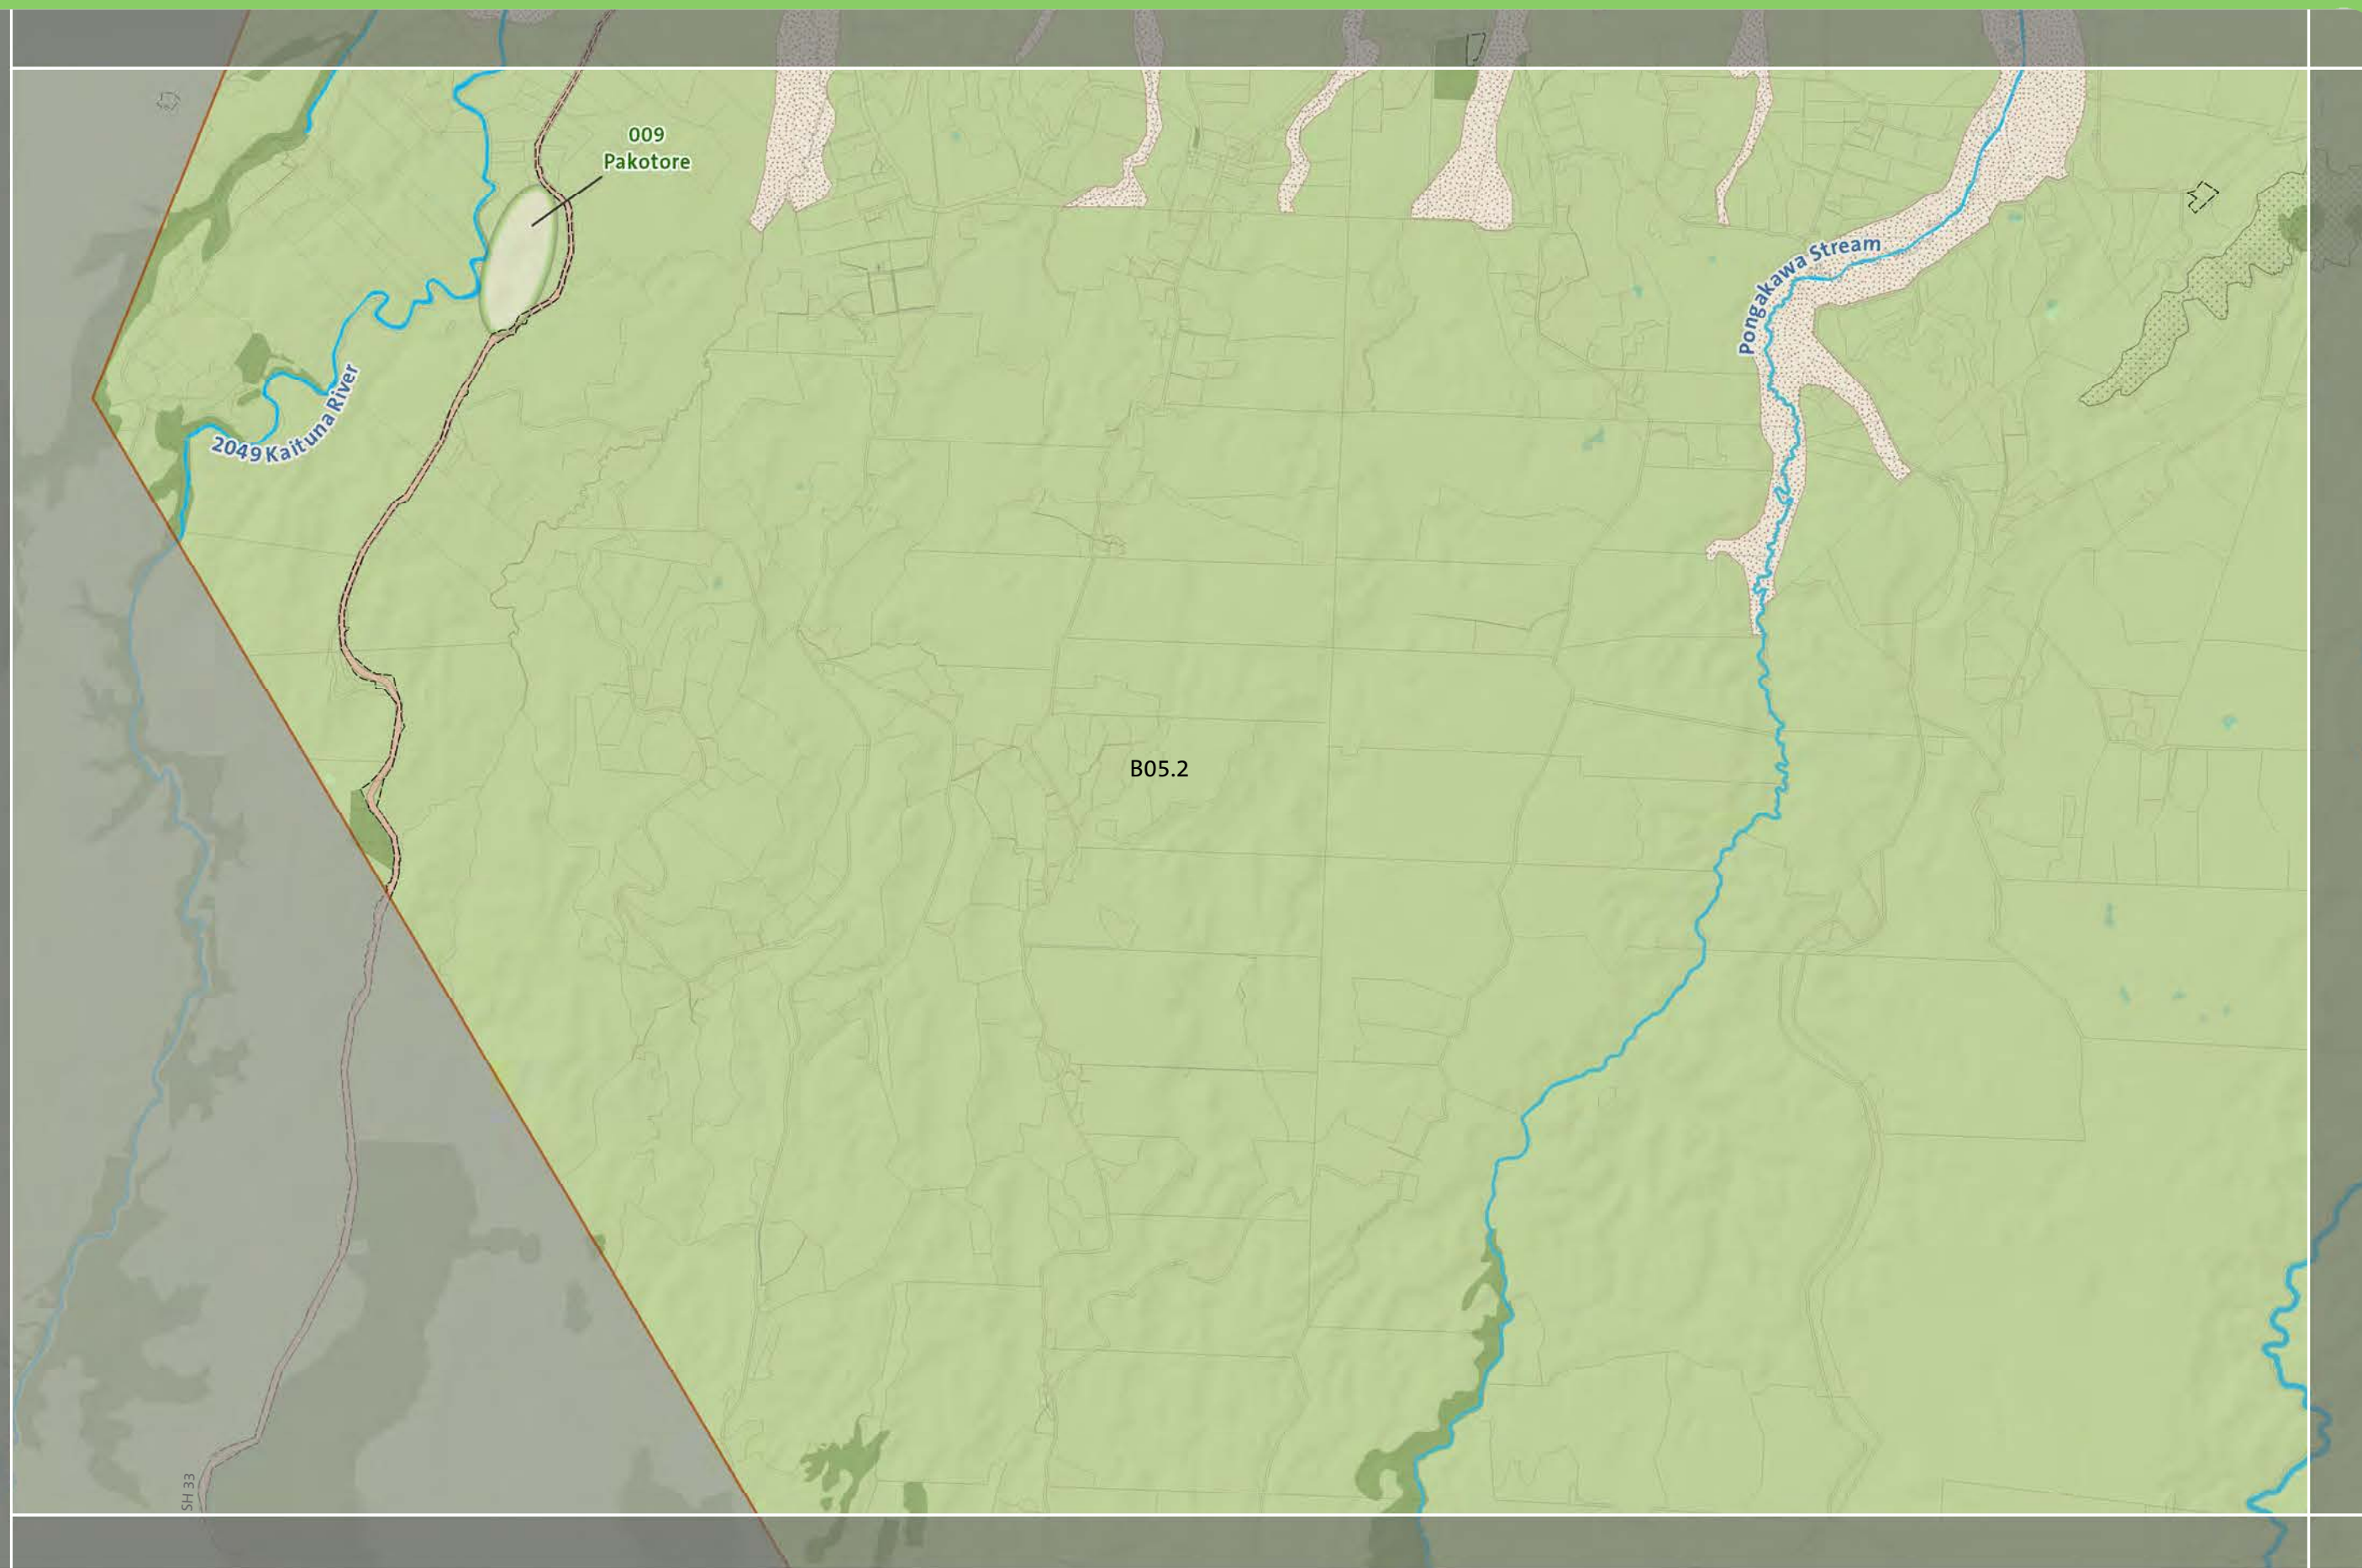 009
Pakotore
Pongakawa Stream
2049 Kaituna River
B05.2
SH 33